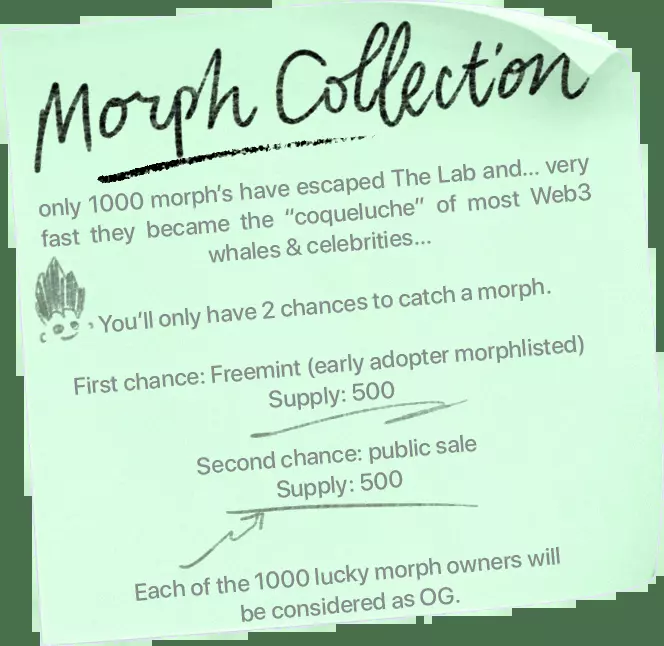 Morph Collection
only 1000 morph's have escaped The Lab and... very
fast they became the "coqueluche" of most Web3
whales & celebrities...
You'll only have 2 chances to catch a morph.
First chance: Freemint (early adopter morphlisted)
Supply: 500
Second chance: public sale
Supply: 500
Each of the 1000 lucky morph owners will
be considered as OG.